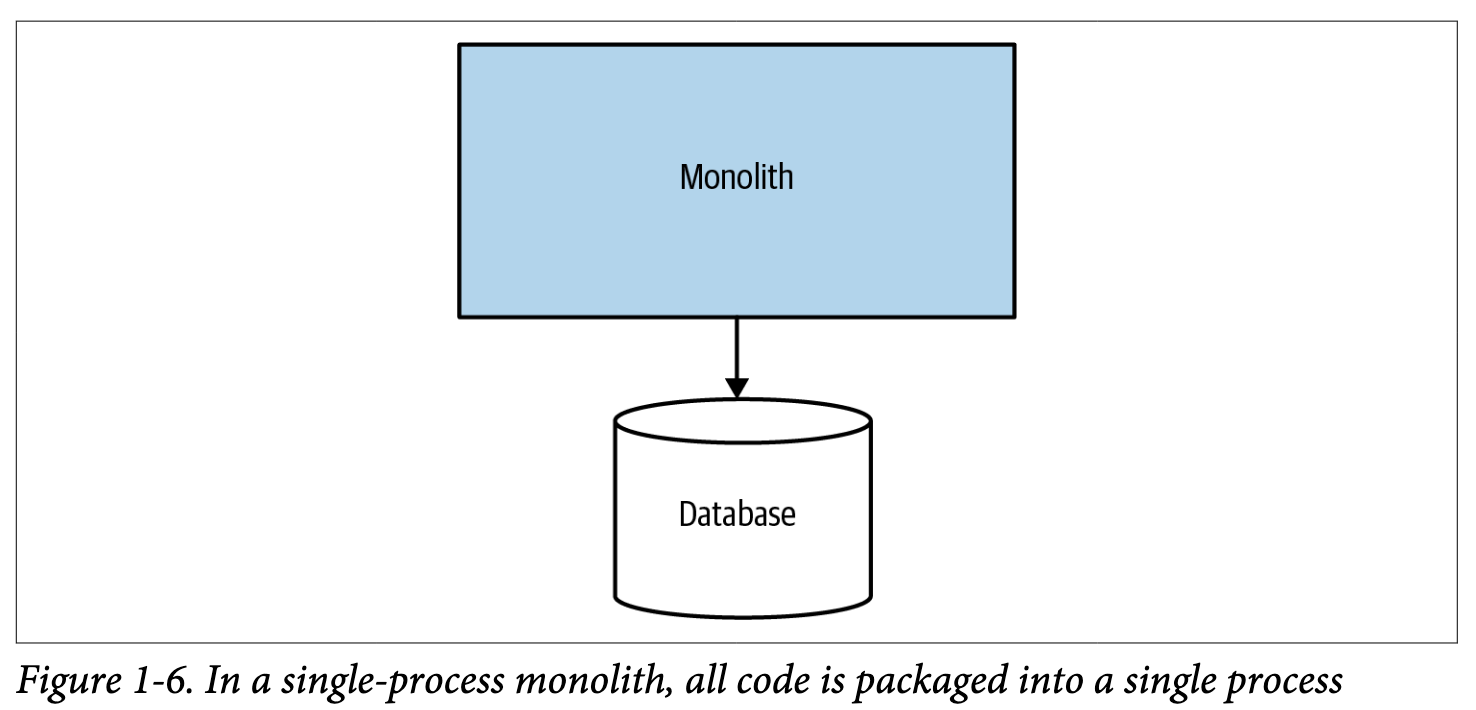 Monolith
Database
Figure 1-6. In a single-process monolith, all code is packaged into a single process